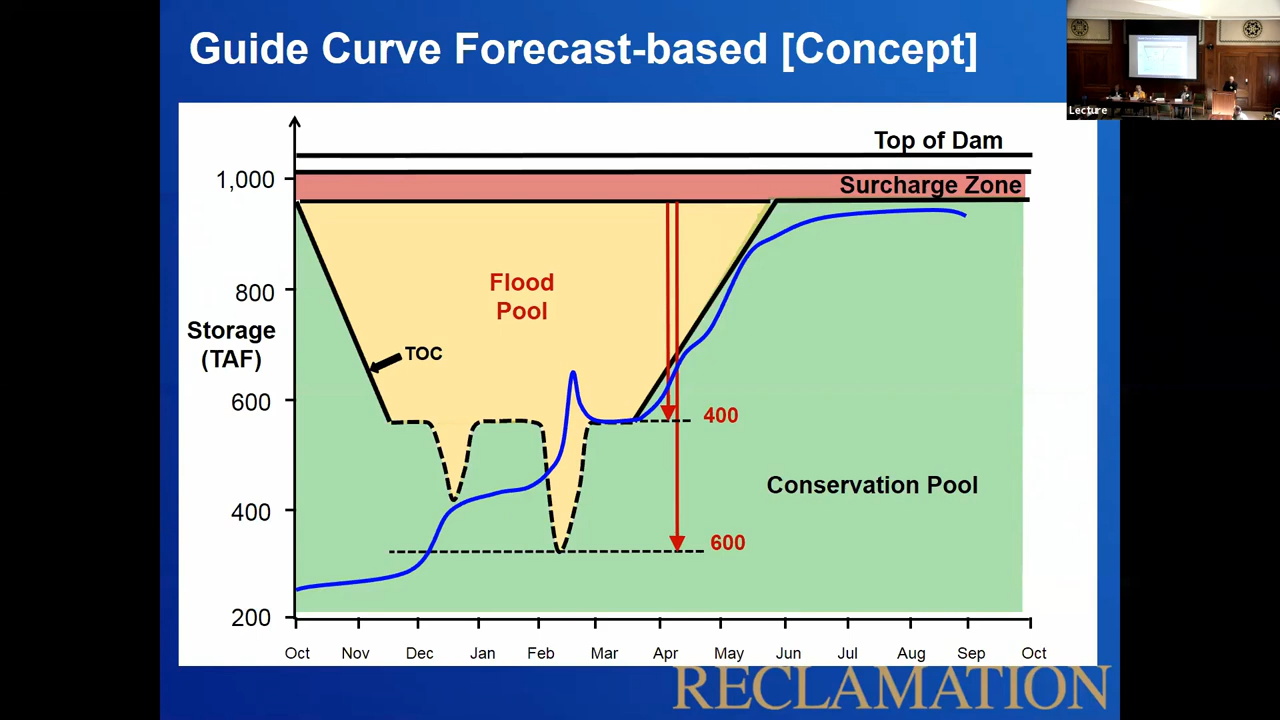 Guide Curve Forecast-based [Concept]
Lecture
Top of Dam
1,000
Surcharge Zone
Flood
Pool
800
Storage
(TAF)
TOC
600
400
Conservation Pool
400
600
200
Oct Nov Dec Jan Feb Mar Apr May Jun Jul Aug Sep Oct
RECLAMATION